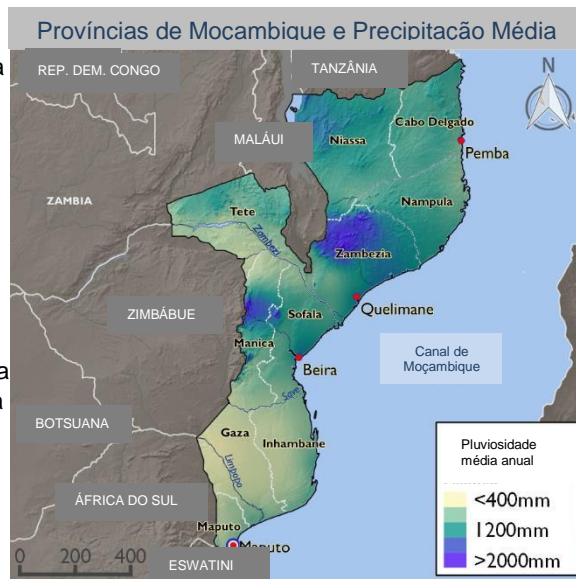 Províncias de Moçambique e Precipitação Média
a
REP. DEM. CONGO
TANZÂNIA
N
Cabo Delgado
Niassa
MALÁUI
Pemba
ZAMBIA
Tete
Nampula
Zambezi
Zambezia
ZIMBÁBUE
Sofala
Quelimane
Manica
Canal de
Moçambique
Beira
a
a
Save
BOTSUANA
Gaza
Inhambane
Pluviosidade
média anual
Limpopo
<400mm
ÁFRICA DO SUL
1200mm
Maputo
>2000mm
Maputo
0 200 400
ESWATINI